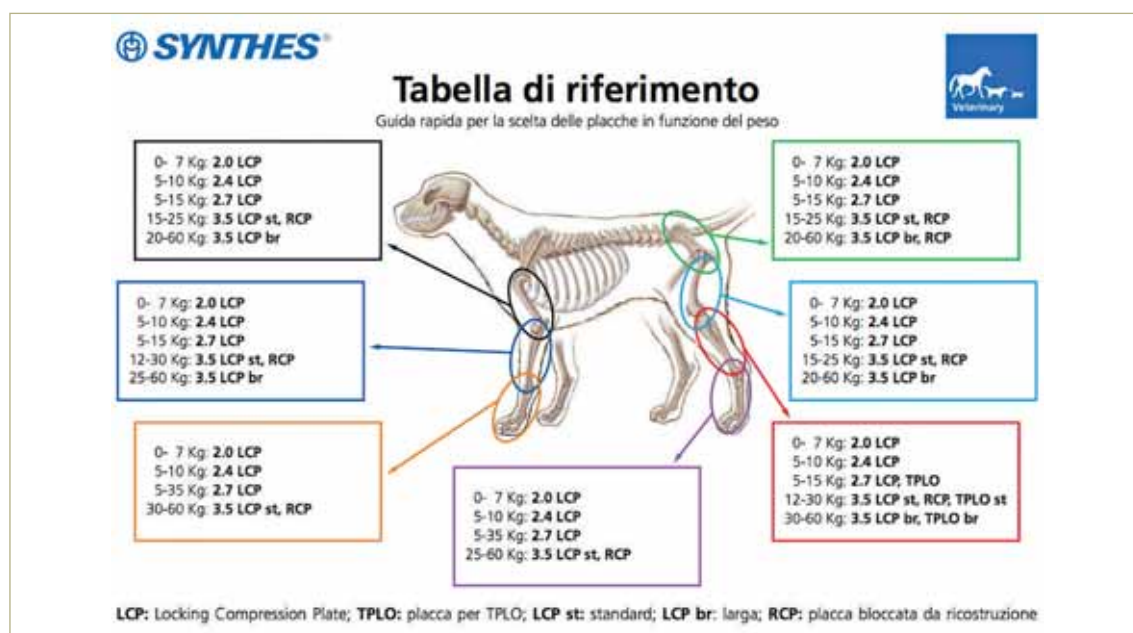 SYNTHES®
Veterinary
Tabella di riferimento
Guida rapida per la scelta delle placche in funzione del peso
0- 7 Kg: 2.0 LCP
5-10 Kg: 2.4 LCP
5-15 Kg: 2.7 LCP
15-25 Kg: 3.5 LCP st, RCP
20-60 Kg: 3.5 LCP br
0- 7 Kg: 2.0 LCP
5-10 Kg: 2.4 LCP
5-15 Kg: 2.7 LCP
15-25 Kg: 3.5 LCP st, RCP
20-60 Kg: 3.5 LCP br, RCP
0- 7 Kg: 2.0 LCP
5-10 Kg: 2.4 LCP
5-15 Kg: 2.7 LCP
12-30 Kg: 3.5 LCP st, RCP
25-60 Kg: 3.5 LCP br
0- 7 Kg: 2.0 LCP
5-10 Kg: 2.4 LCP
5-15 Kg: 2.7 LCP
15-25 Kg: 3.5 LCP st, RCP
20-60 Kg: 3.5 LCP br
0- 7 Kg: 2.0 LCP
5-10 Kg: 2.4 LCP
5-35 Kg: 2.7 LCP
30-60 Kg: 3.5 LCP st, RCP
0- 7 Kg: 2.0 LCP
5-10 Kg: 2.4 LCP
5-35 Kg: 2.7 LCP
25-60 Kg: 3.5 LCP st, RCP
0- 7 Kg: 2.0 LCP
5-10 Kg: 2.4 LCP
5-15 Kg: 2.7 LCP, TPLO
12-30 Kg: 3.5 LCP st, RCP, TPLO st
30-60 Kg: 3.5 LCP br, TPLO br
LCP: Locking Compression Plate; TPLO: placca per TPLO; LCP st: standard; LCP br: larga; RCP: placca bloccata da ricostruzione